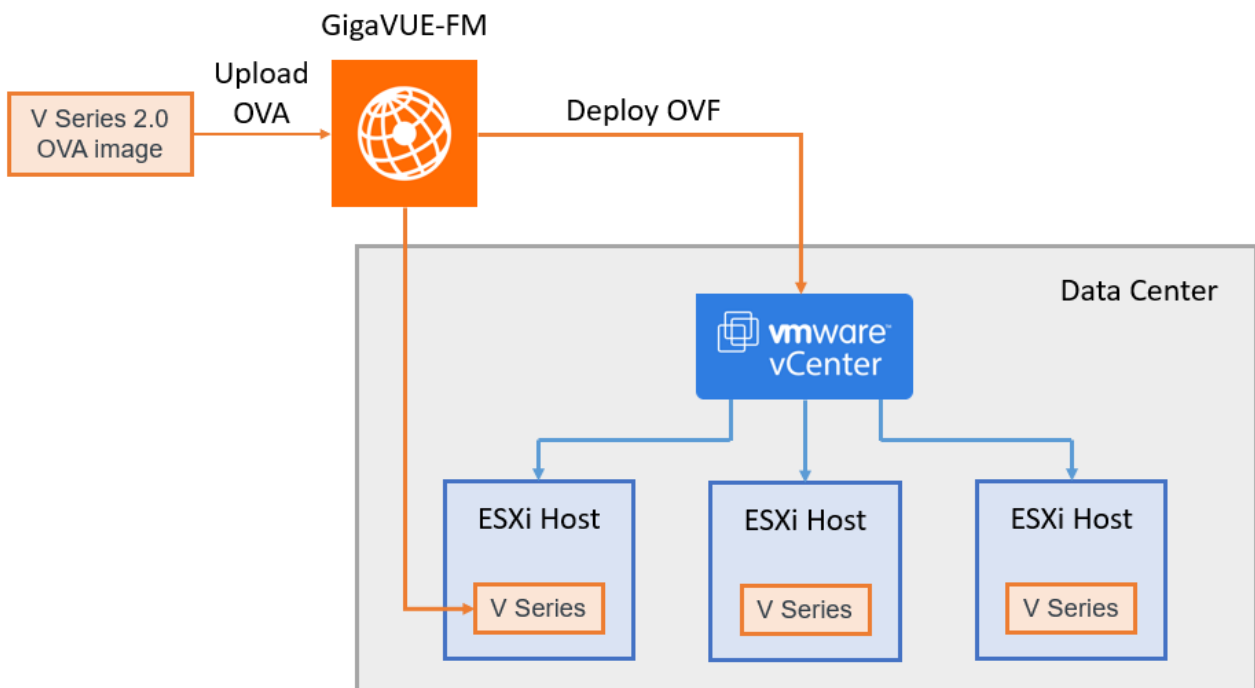 GigaVUE-FM
Upload
OVA
V Series 2.0
OVA image
Deploy OVF
Data Center
vmware™
vCenter
ESXi Host
ESXi Host
ESXi Host
V Series
V Series
V Series